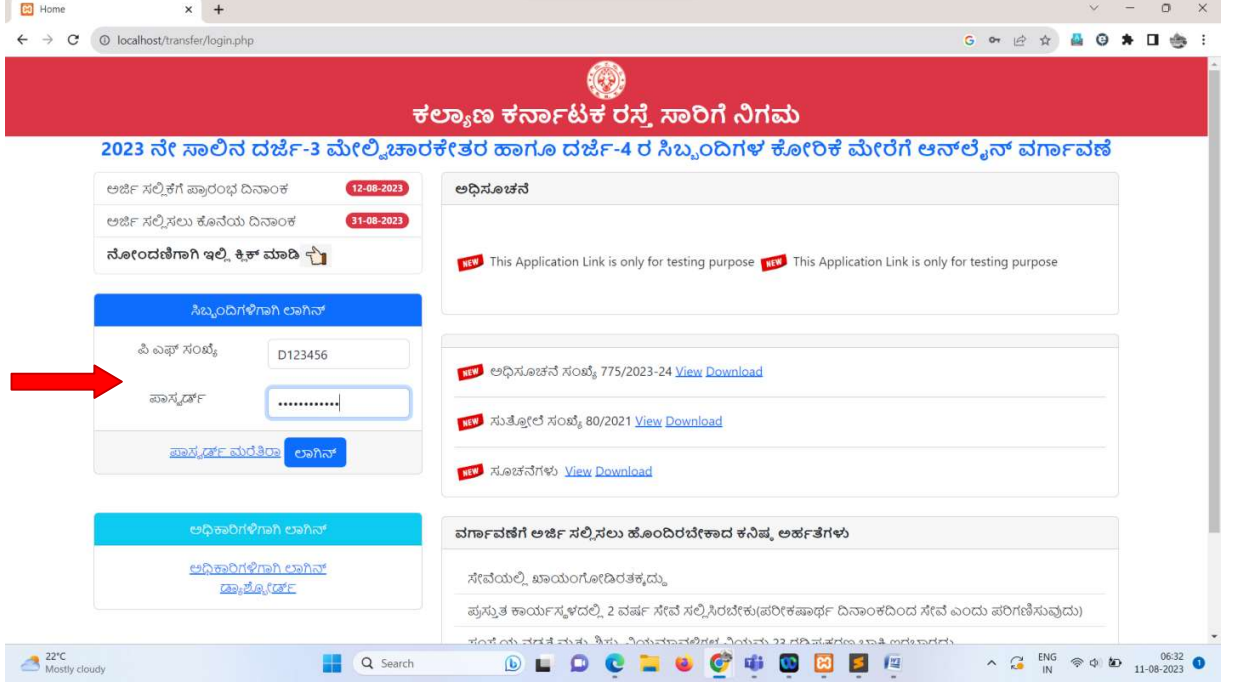 Home
localhost/transfer/login.php
ಕಲ್ಯಾಣ ಕರ್ನಾಟಕ ರಸ್ತೆ ಸಾರಿಗೆ ನಿಗಮ
2023 ನೇ ಸಾಲಿನ ದರ್ಜೆ-3 ಮೇಲ್ವಿಚಾರಕೇತರ ಹಾಗೂ ದರ್ಜೆ-4 ರ ಸಿಬ್ಬಂದಿಗಳ ಕೋರಿಕೆ ಮೇರೆಗೆ ಆನ್‌ಲೈನ್ ವರ್ಗಾವಣೆ
ಅರ್ಜಿ ಸಲ್ಲಿಕೆಗೆ ಪ್ರಾರಂಭ ದಿನಾಂಕ 12-08-2023
ಅರ್ಜಿ ಸಲ್ಲಿಸಲು ಕೊನೆಯ ದಿನಾಂಕ 31-08-2023
ನೋಂದಣಿಗಾಗಿ ಇಲ್ಲಿ ಕ್ಲಿಕ್ ಮಾಡಿ
ಸಿಬ್ಬಂದಿಗಳಿಗಾಗಿ ಲಾಗಿನ್
ಪಿ ಎಫ್ ಸಂಖ್ಯೆ D123456
ಪಾಸ್ವರ್ಡ್ ••••••••••••
ಪಾಸ್ವರ್ಡ್ ಮರೆತಿರಾ ಲಾಗಿನ್
ಅಧಿಕಾರಿಗಳಿಗಾಗಿ ಲಾಗಿನ್
ಅಧಿಕಾರಿಗಳಿಗಾಗಿ ಲಾಗಿನ್
ಡ್ಯಾಶ್ಬೋರ್ಡ್
ಅಧಿಸೂಚನೆ
NEW This Application Link is only for testing purpose NEW This Application Link is only for testing purpose
NEW ಅಧಿಸೂಚನೆ ಸಂಖ್ಯೆ 775/2023-24 View Download
NEW ಸುತ್ತೋಲೆ ಸಂಖ್ಯೆ 80/2021 View Download
NEW ಸೂಚನೆಗಳು View Download
ವರ್ಗಾವಣೆಗೆ ಅರ್ಜಿ ಸಲ್ಲಿಸಲು ಹೊಂದಿರಬೇಕಾದ ಕನಿಷ್ಠ ಅರ್ಹತೆಗಳು
ಸೇವೆಯಲ್ಲಿ ಖಾಯಂಗೋಡಿರತಕ್ಕದ್ದು
ಪ್ರಸ್ತುತ ಕಾರ್ಯಸ್ಥಳದಲ್ಲಿ 2 ವರ್ಷ ಸೇವೆ ಸಲ್ಲಿಸಿರಬೇಕು(ಪರೀಕ್ಷಾರ್ಥ ದಿನಾಂಕದಿಂದ ಸೇವೆ ಎಂದು ಪರಿಗಣಿಸುವುದು)
22°C
Mostly cloudy
Search
ENG
IN
06:32
11-08-2023